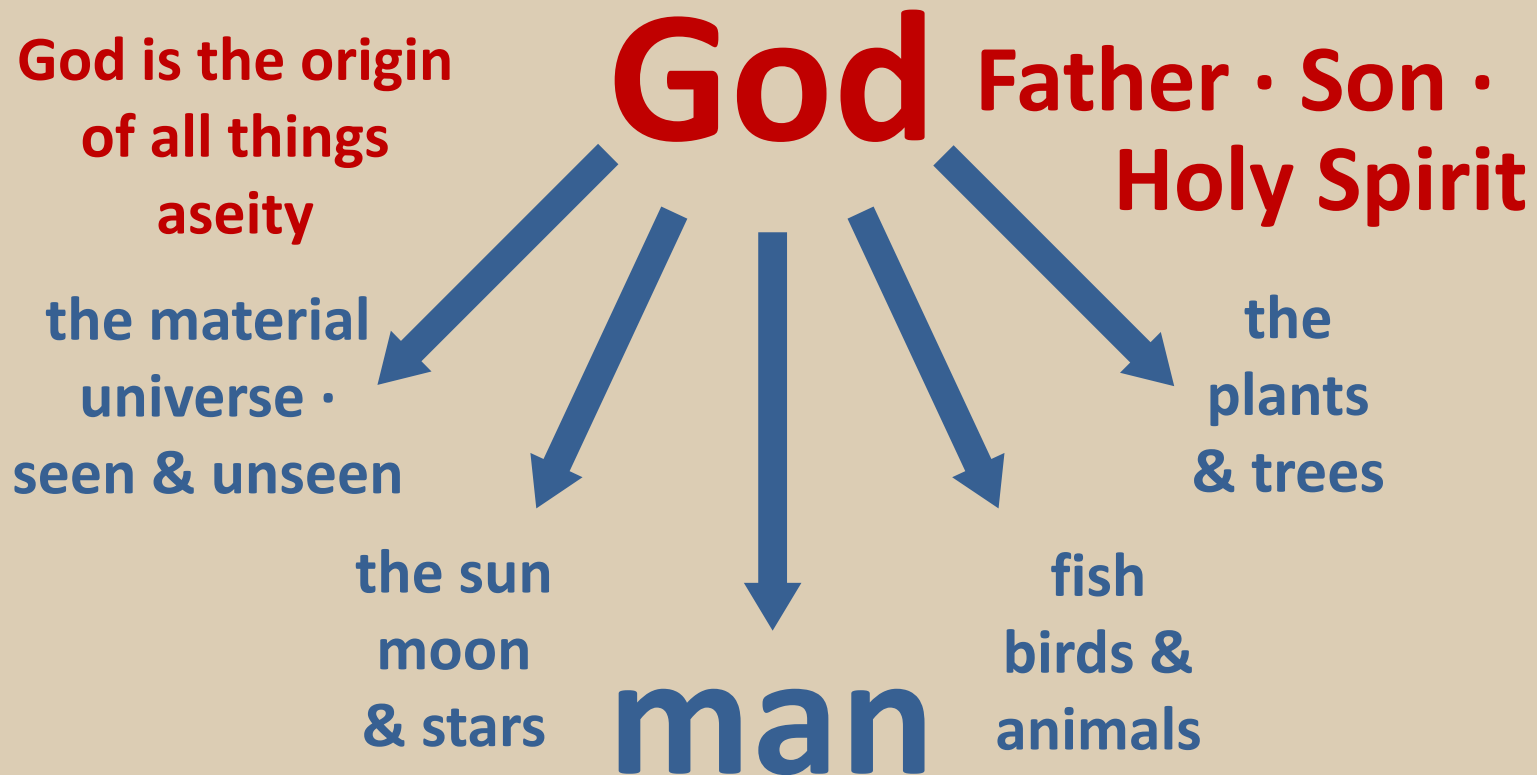 God is the origin
of all things
aseity
God
Father · Son ·
Holy Spirit
the material
universe ·
seen & unseen
the sun
moon
& stars
man
fish
birds &
animals
the
plants
& trees